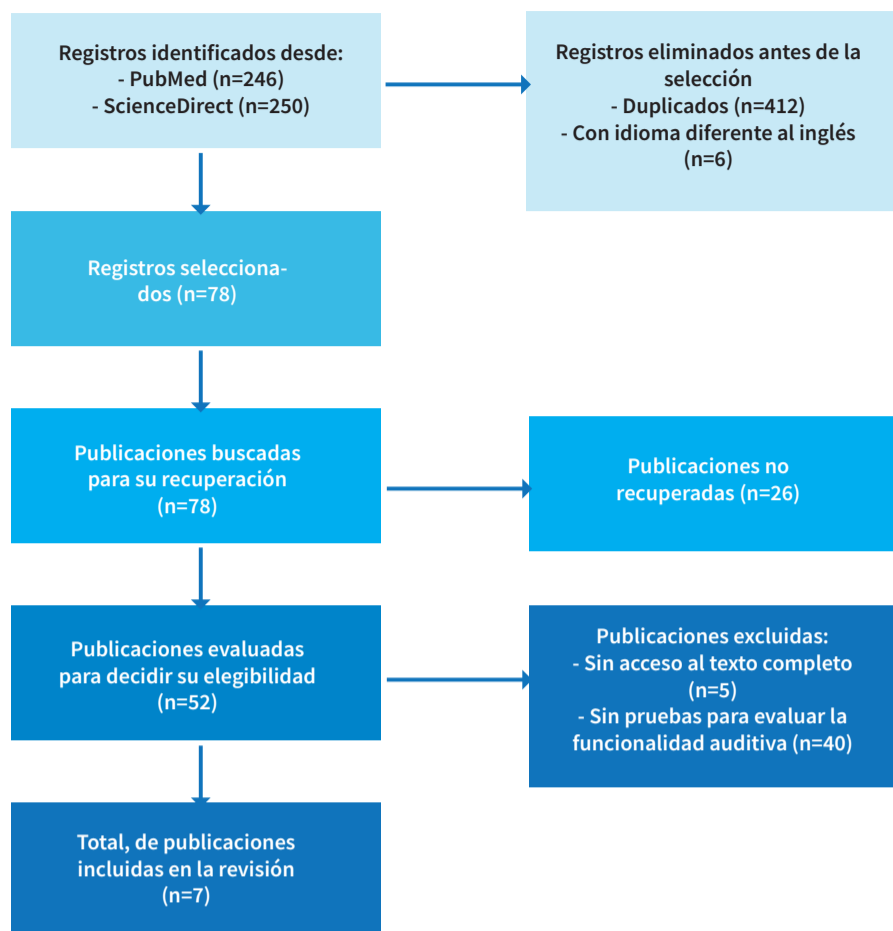 Registros identificados desde:
- PubMed (n=246)
- ScienceDirect (n=250)
Registros eliminados antes de la
selección
- Duplicados (n=412)
- Con idioma diferente al inglés
(n=6)
Registros selecciona-
dos (n=78)
Publicaciones buscadas
para su recuperación
(n=78)
Publicaciones no
recuperadas (n=26)
Publicaciones evaluadas
para decidir su elegibilidad
(n=52)
Publicaciones excluidas:
- Sin acceso al texto completo
(n=5)
- Sin pruebas para evaluar la
funcionalidad auditiva (n=40)
Total, de publicaciones
incluidas en la revisión
(n=7)